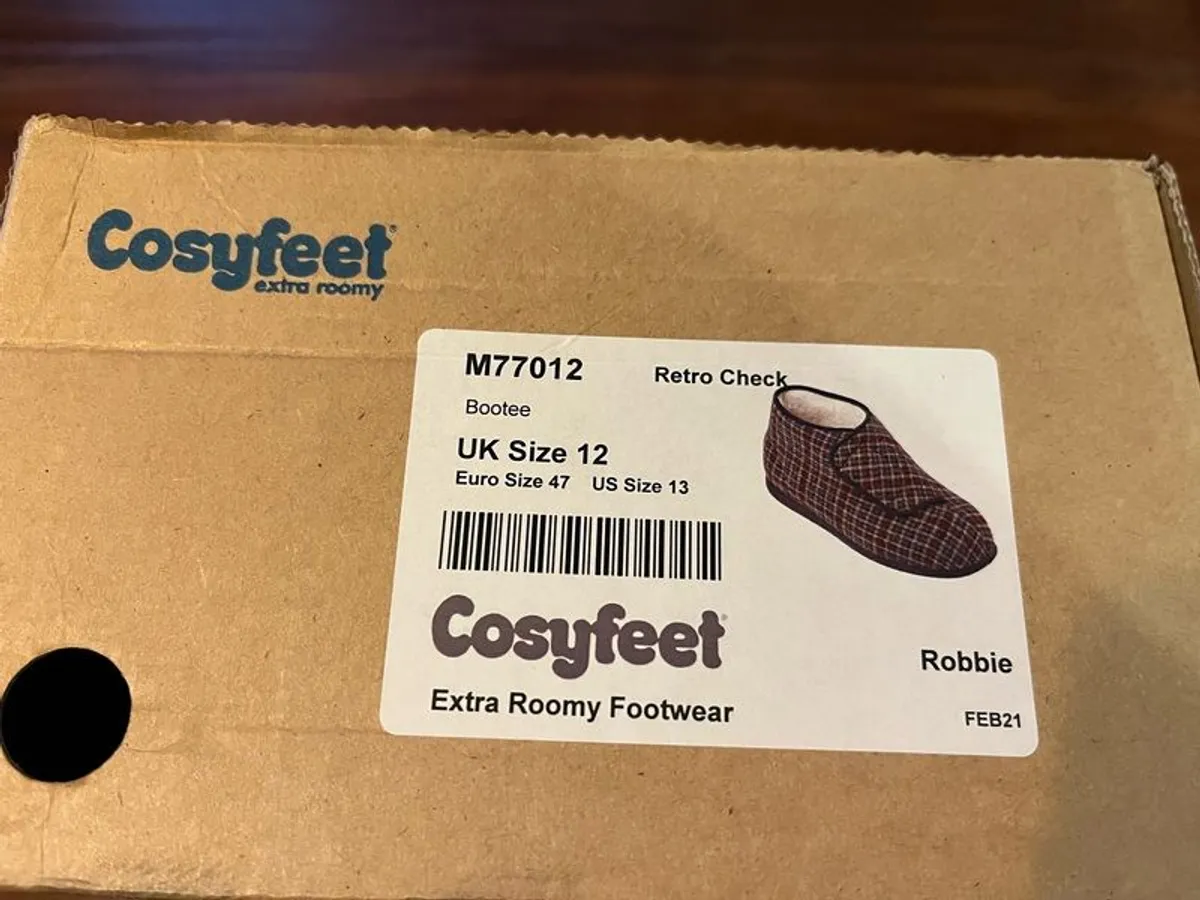 Cosyfeet®
extra roomy
M77012 Retro Check
Bootee
UK Size 12
Euro Size 47 US Size 13
Cosyfeet®
Extra Roomy Footwear
Robbie
FEB21